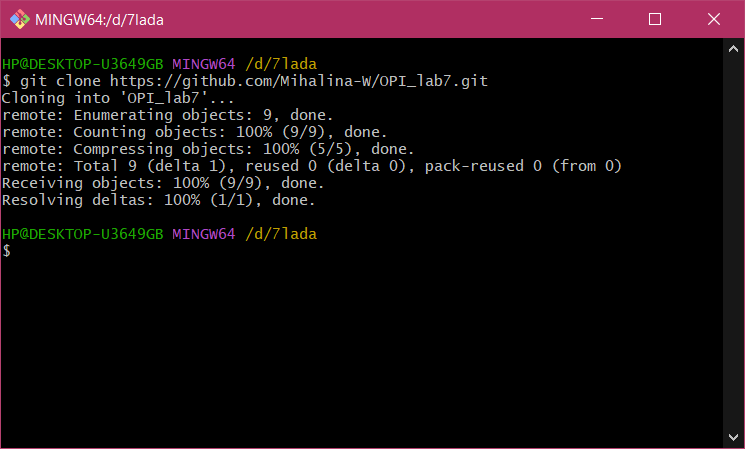 MINGW64:/d/7lada
HP@DESKTOP-U3649GB MINGW64 /d/7lada
$ git clone https://github.com/Mihalina-W/OPI_lab7.git
Cloning into 'OPI_lab7'...
remote: Enumerating objects: 9, done.
remote: Counting objects: 100% (9/9), done.
remote: Compressing objects: 100% (5/5), done.
remote: Total 9 (delta 1), reused 0 (delta 0), pack-reused 0 (from 0)
Receiving objects: 100% (9/9), done.
Resolving deltas: 100% (1/1), done.
HP@DESKTOP-U3649GB MINGW64 /d/7lada
$